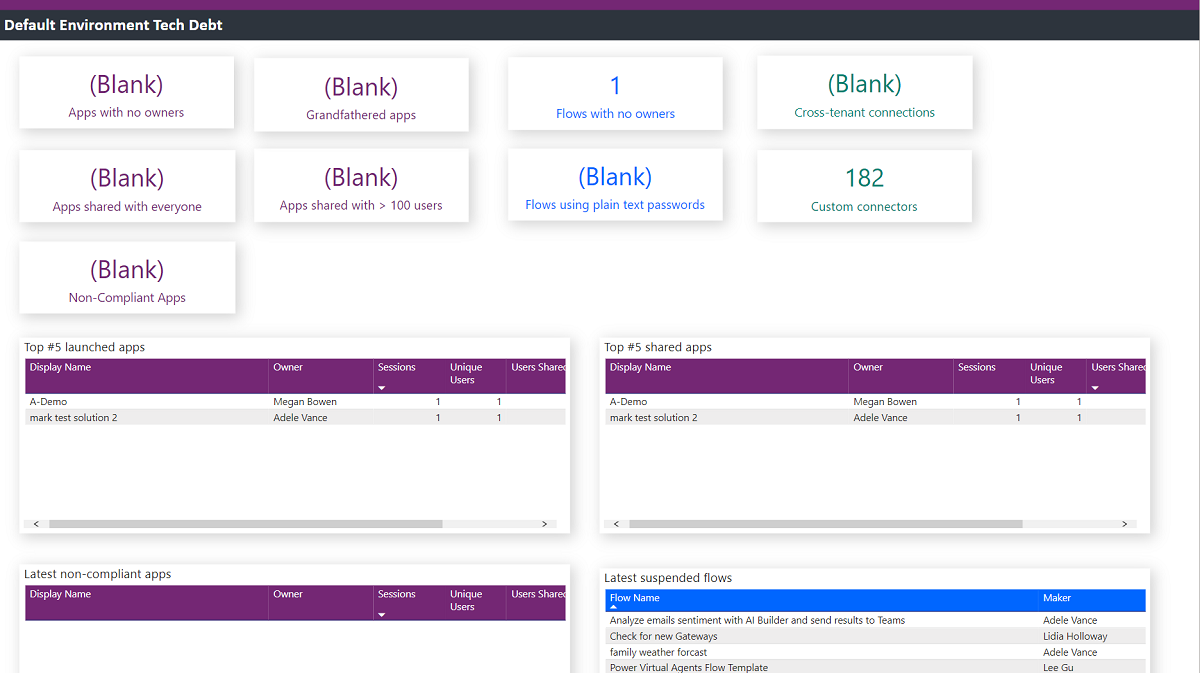 Default Environment Tech Debt
(Blank)
Apps with no owners
(Blank)
Grandfathered apps
1
Flows with no owners
(Blank)
Cross-tenant connections
(Blank)
Apps shared with everyone
(Blank)
Apps shared with > 100 users
(Blank)
Flows using plain text passwords
182
Custom connectors
(Blank)
Non-Compliant Apps
Top #5 launched apps
Display Name Owner Sessions Unique Users Users Shared
A-Demo Megan Bowen 1 1
mark test solution 2 Adele Vance 1 1
Top #5 shared apps
Display Name Owner Sessions Unique Users Users Shared
A-Demo Megan Bowen 1 1
mark test solution 2 Adele Vance 1 1
Latest non-compliant apps
Display Name Owner Sessions Unique Users Users Shared
Latest suspended flows
Flow Name Maker
Analyze emails sentiment with AI Builder and send results to Teams Adele Vance
Check for new Gateways Lidia Holloway
family weather forcast Adele Vance
Power Virtual Agents Flow Template Lee Gu